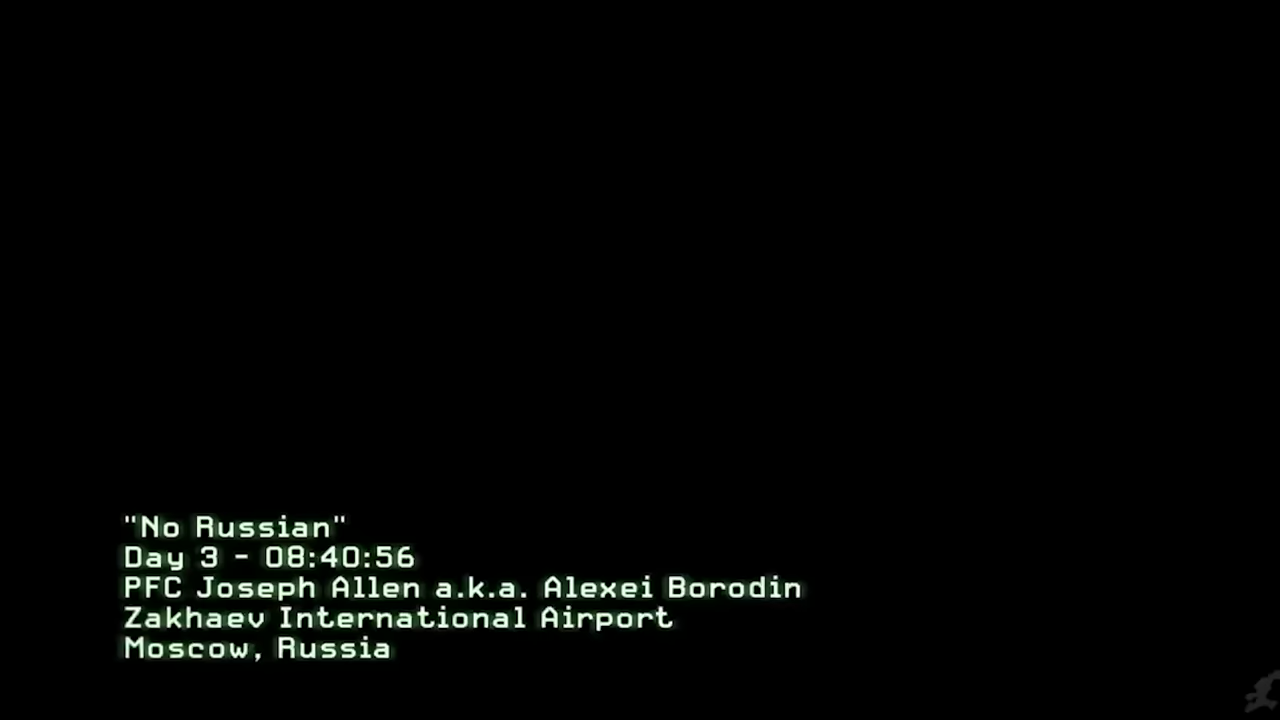 "No Russian"
Day 3 - 08:40:56
PFC Joseph Allen a.k.a. Alexei Borodin
Zakhaev International Airport
Moscow, Russia